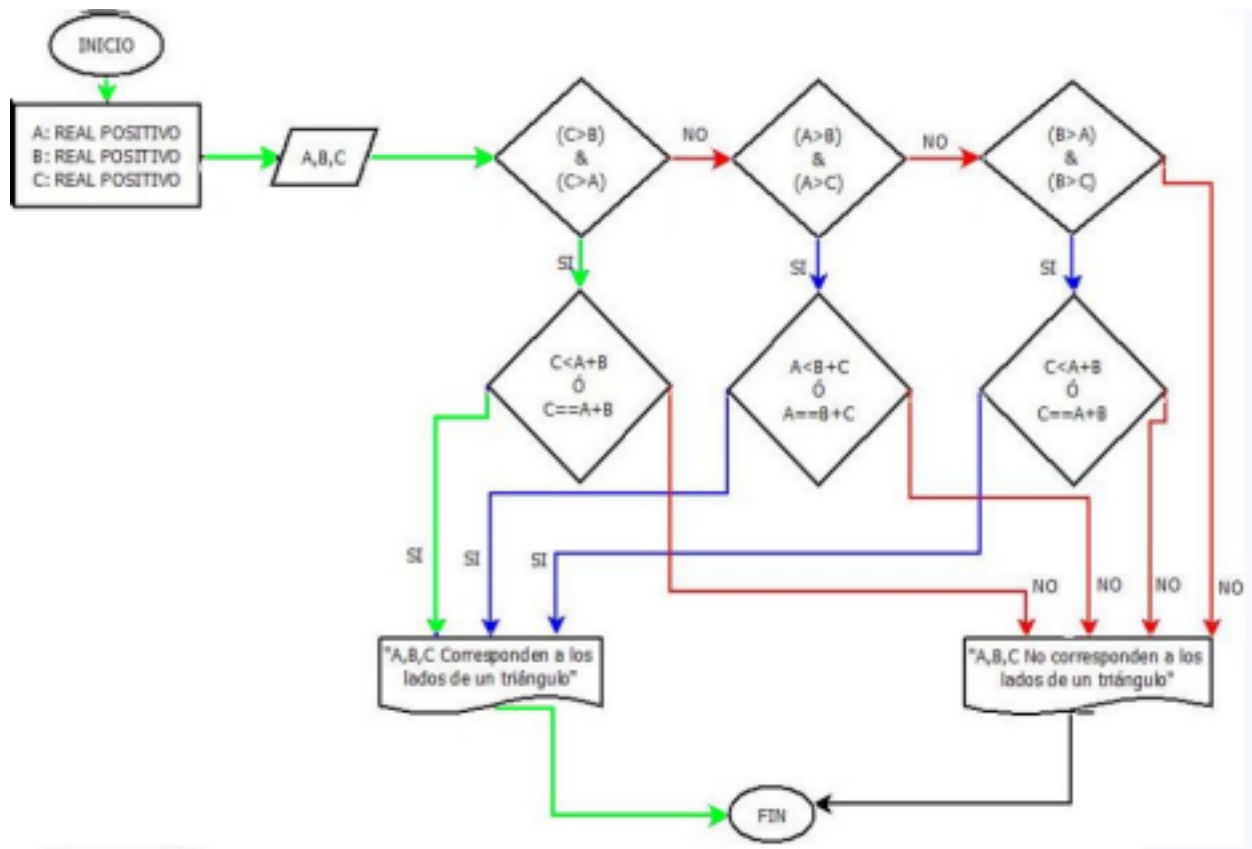 INICIO
A: REAL POSITIVO
B: REAL POSITIVO
C: REAL POSITIVO
A,B,C
(C>B)
&
(C>A)
NO
(A>B)
&
(A>C)
NO
(B>A)
&
(B>C)
SI
SI
SI
C<A+B
Ó
C==A+B
A<B+C
Ó
A==B+C
C<A+B
Ó
C==A+B
SI
SI
SI
NO
NO
NO
NO
"A,B,C Corresponden a los
lados de un triángulo"
"A,B,C No corresponden a los
lados de un triángulo"
FIN